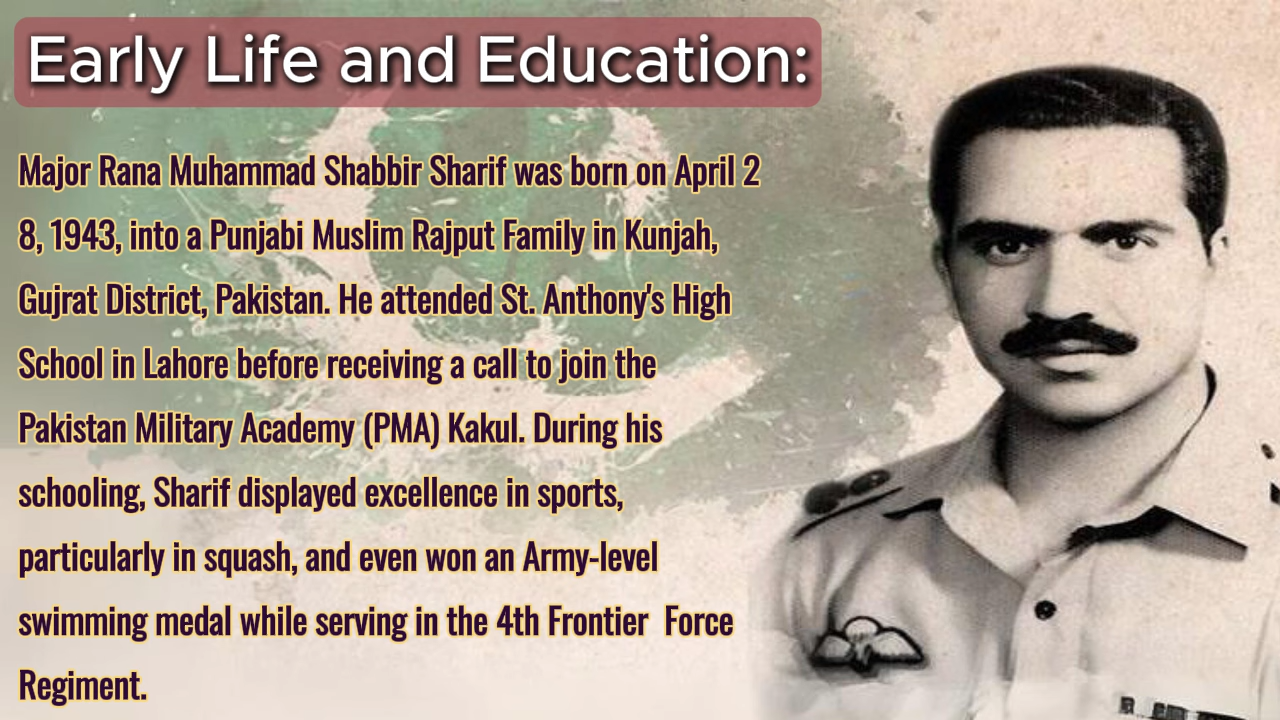 Early Life and Education:
Major Rana Muhammad Shabbir Sharif was born on April 2
8, 1943, into a Punjabi Muslim Rajput Family in Kunjah,
Gujrat District, Pakistan. He attended St. Anthony's High
School in Lahore before receiving a call to join the
Pakistan Military Academy (PMA) Kakul. During his
schooling, Sharif displayed excellence in sports,
particularly in squash, and even won an Army-level
swimming medal while serving in the 4th Frontier  Force
Regiment.